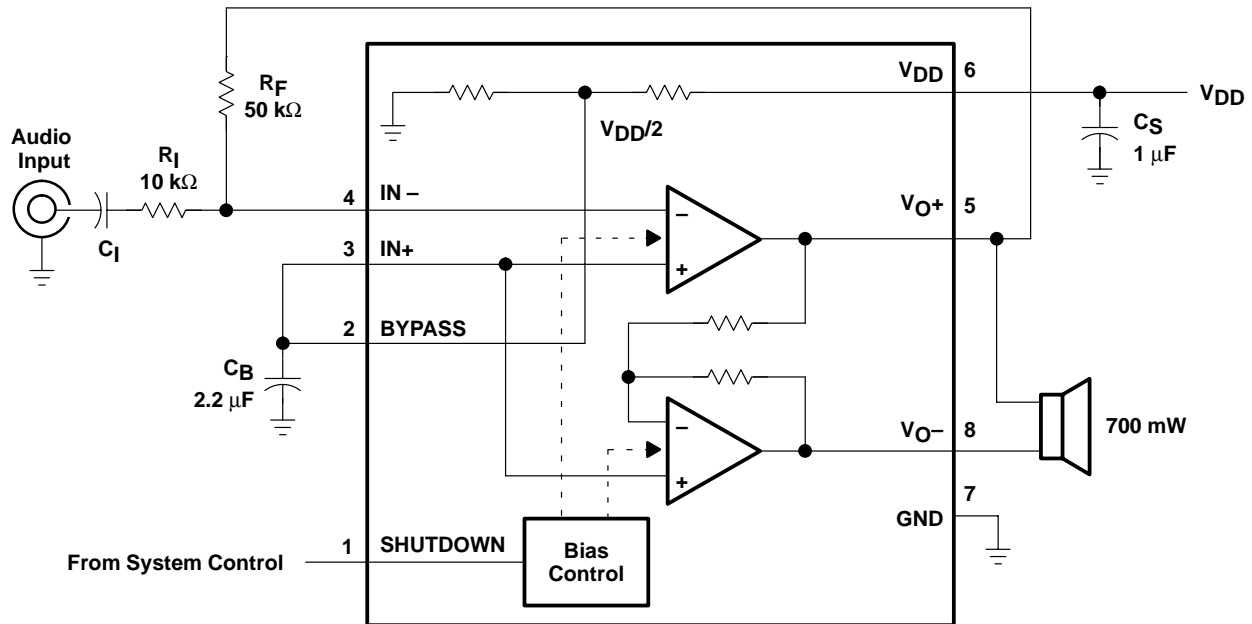 VDD
6
RF
50 kΩ
VDD/2
VDD
CS
1 μF
Audio
Input
RI
10 kΩ
CI
4
IN –
–
VO+
5
3
IN+
+
2
BYPASS
CB
2.2 μF
–
VO–
8
700 mW
+
7
GND
From System Control
1
SHUTDOWN
Bias
Control